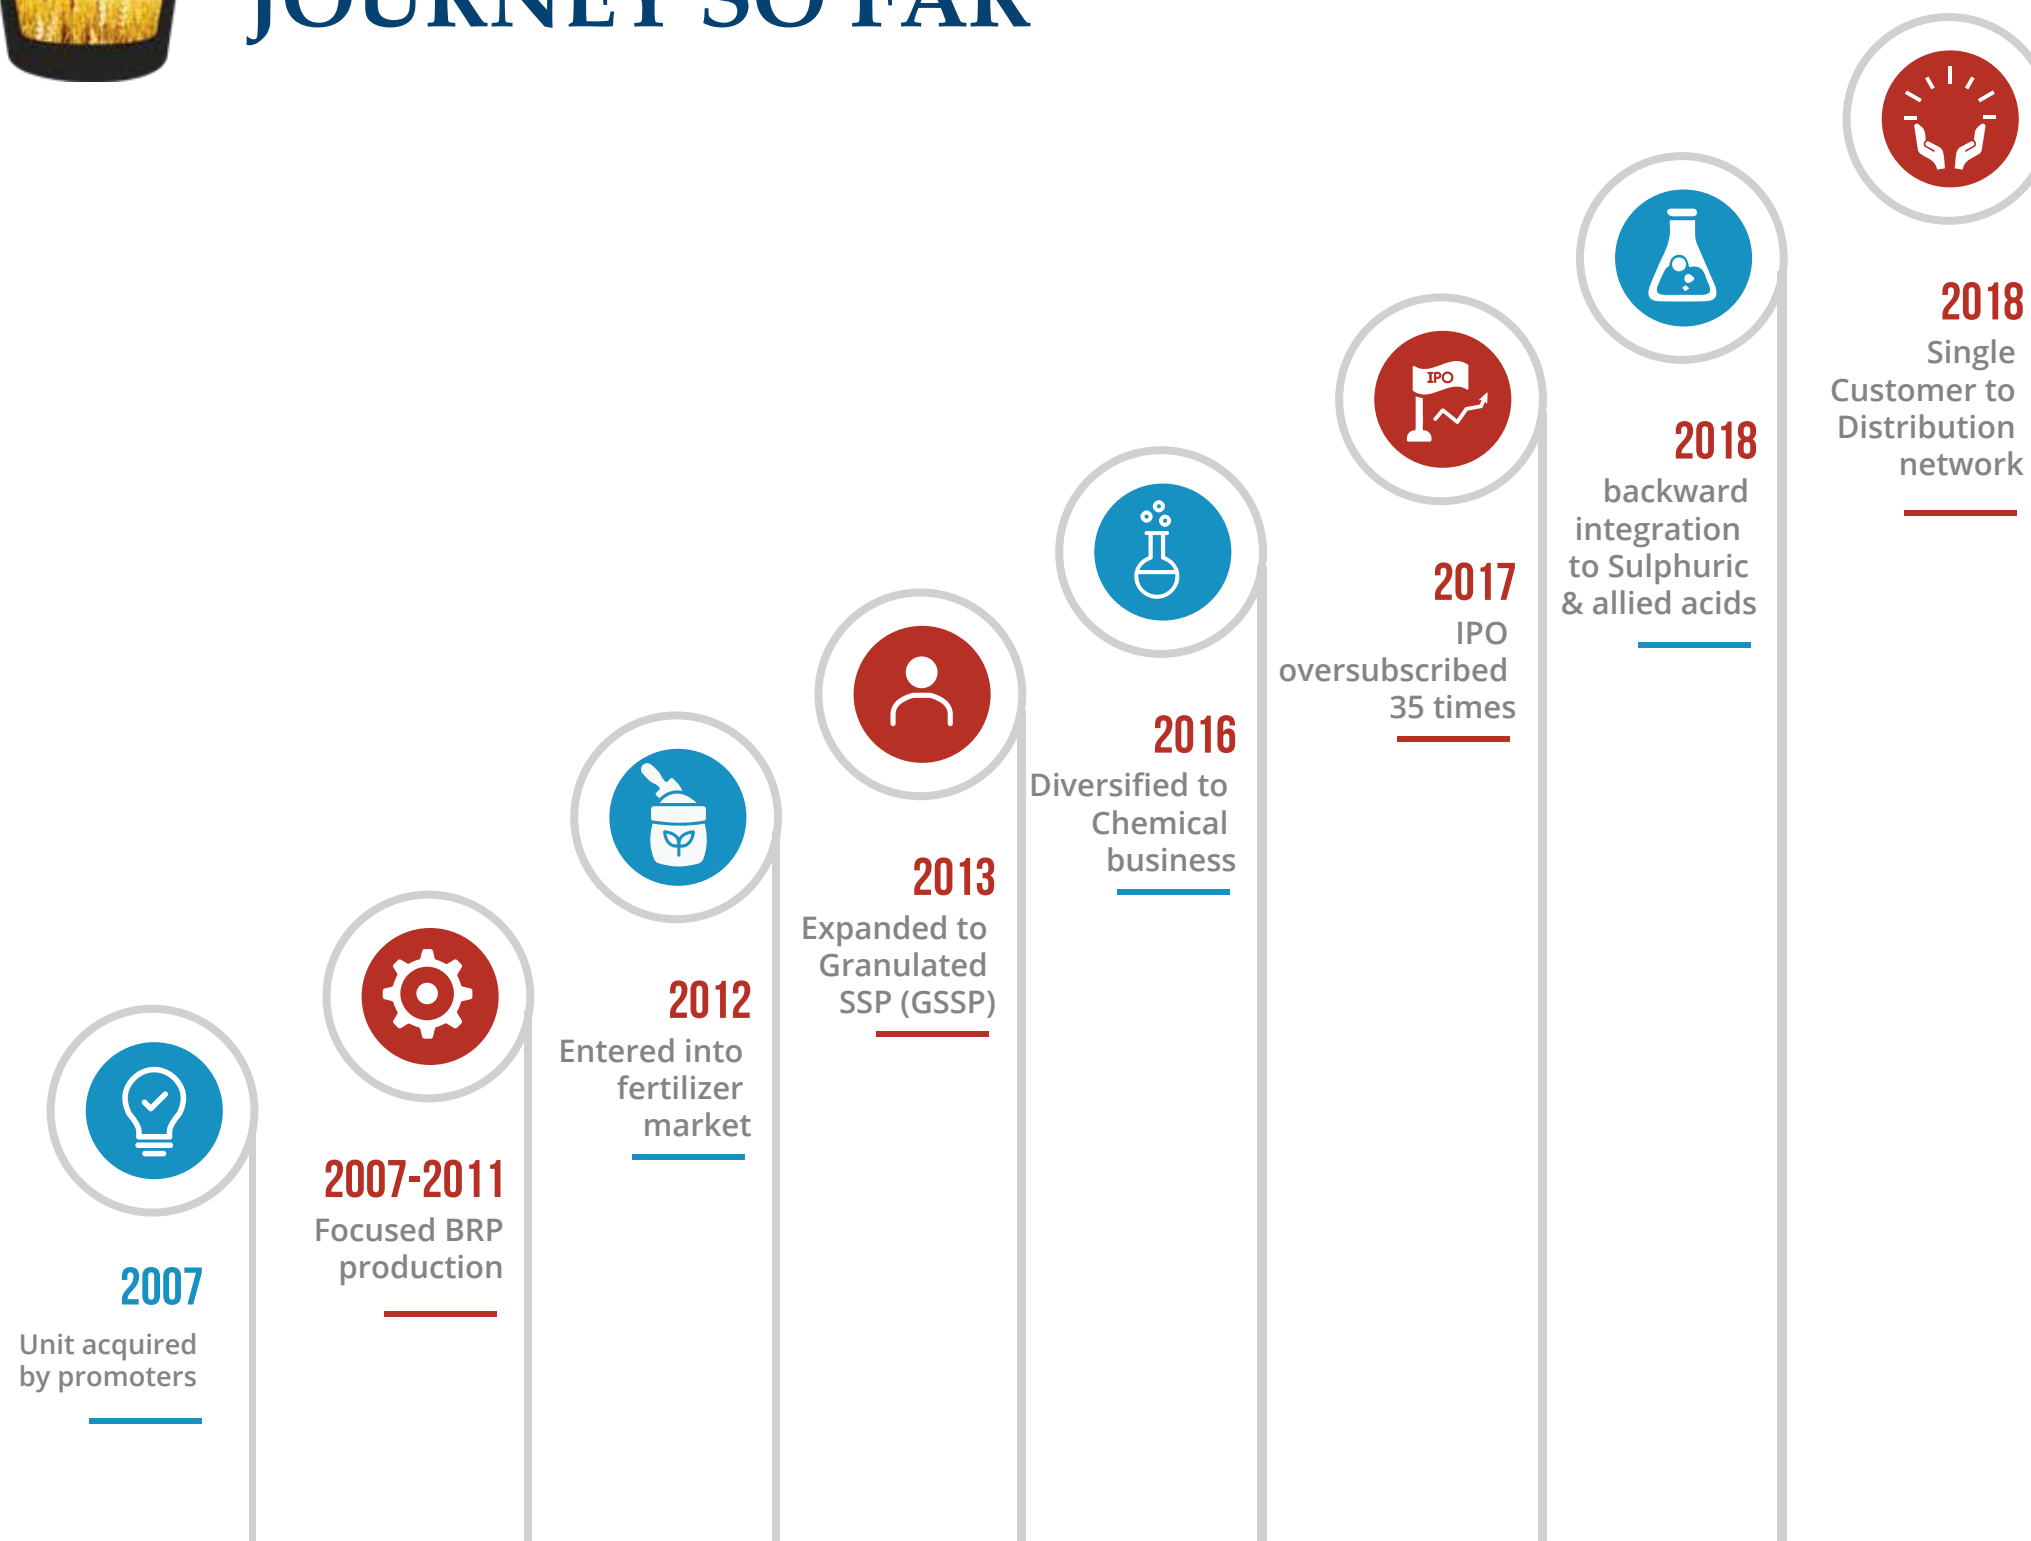 JOURNEY SO FAR
2007
Unit acquired
by promoters
2007-2011
Focused BRP
production
2012
Entered into
fertilizer
market
2013
Expanded to
Granulated
SSP (GSSP)
2016
Diversified to
Chemical
business
IPO
2017
IPO
oversubscribed
35 times
2018
backward
integration
to Sulphuric
& allied acids
2018
Single
Customer to
Distribution
network